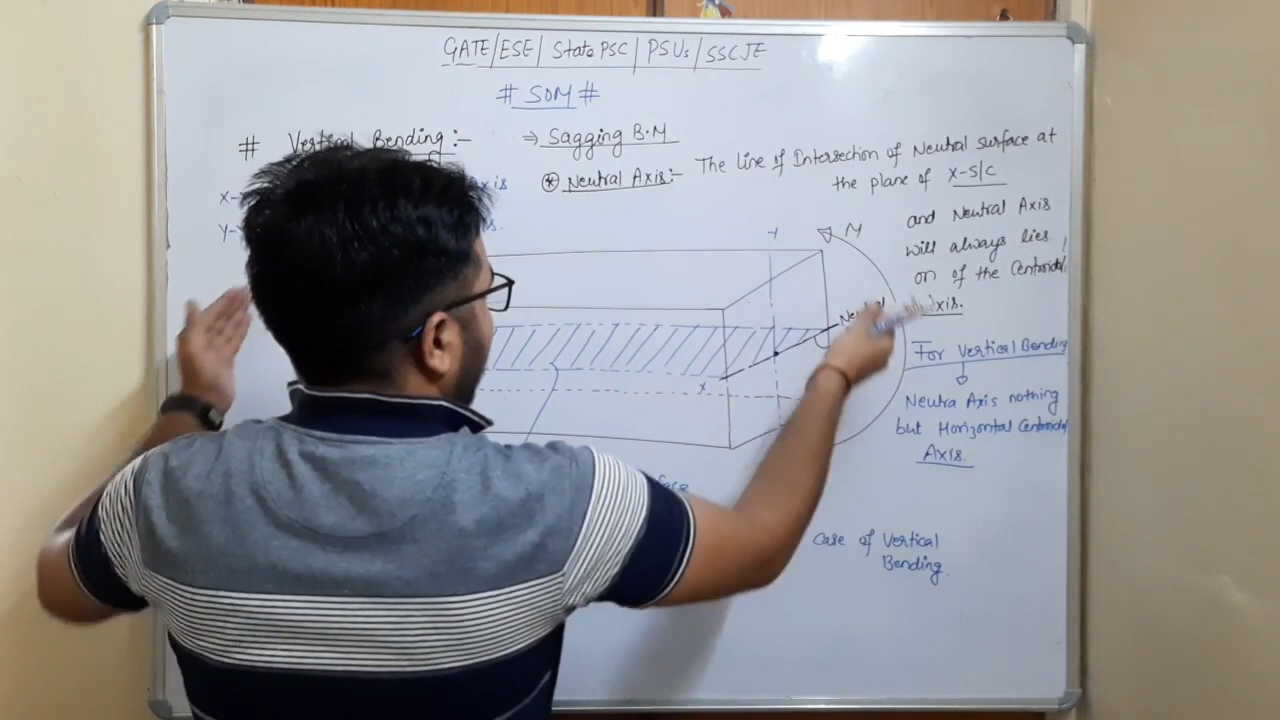 GATE/ESE/ State PSC/ PSUs/ SSCJE
# SOM #
# Vertical Bending:-
X-
Y-
⇒ Sagging B.M
* Neutral Axis:- The line of Intersection of Neutral surface at
the plane of X-S/C
and Neutral Axis
will always lies
on of the Centroidal
Axis.
M
Y
X
For Vertical Bending
Neutra Axis nothing
but Horizontal Centroidal
Axis.
Case of Vertical
Bending.